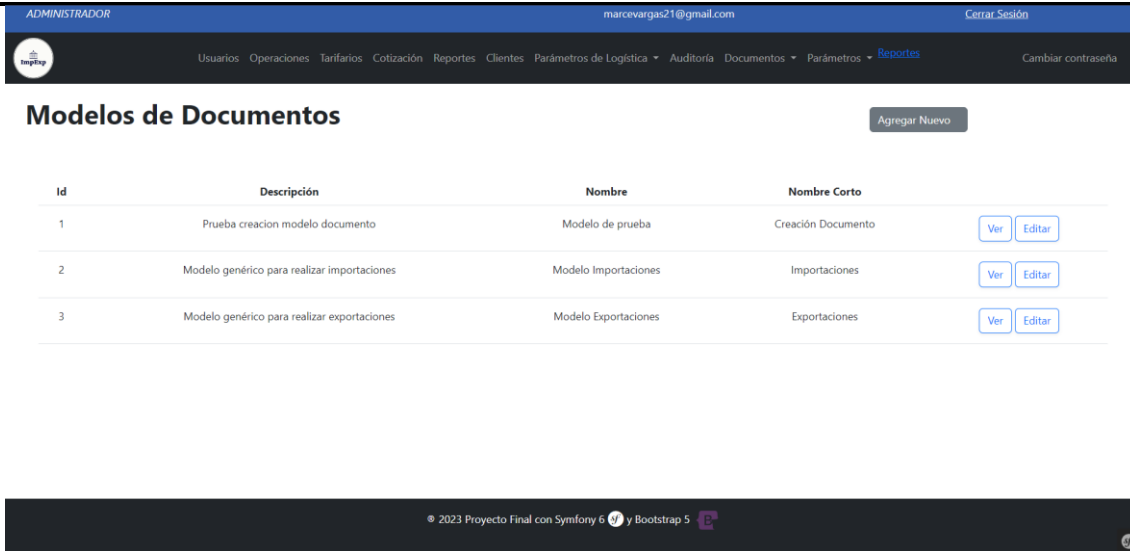 ADMINISTRADOR marcevargas21@gmail.com Cerrar Sesión
ImpExp Usuarios Operaciones Tarifarios Cotización Reportes Clientes Parámetros de Logística Auditoría Documentos Parámetros Reportes Cambiar contraseña
Modelos de Documentos Agregar Nuevo
Id Descripción Nombre Nombre Corto
1 Prueba creacion modelo documento Modelo de prueba Creación Documento Ver Editar
2 Modelo genérico para realizar importaciones Modelo Importaciones Importaciones Ver Editar
3 Modelo genérico para realizar exportaciones Modelo Exportaciones Exportaciones Ver Editar
® 2023 Proyecto Final con Symfony 6 sf y Bootstrap 5 B